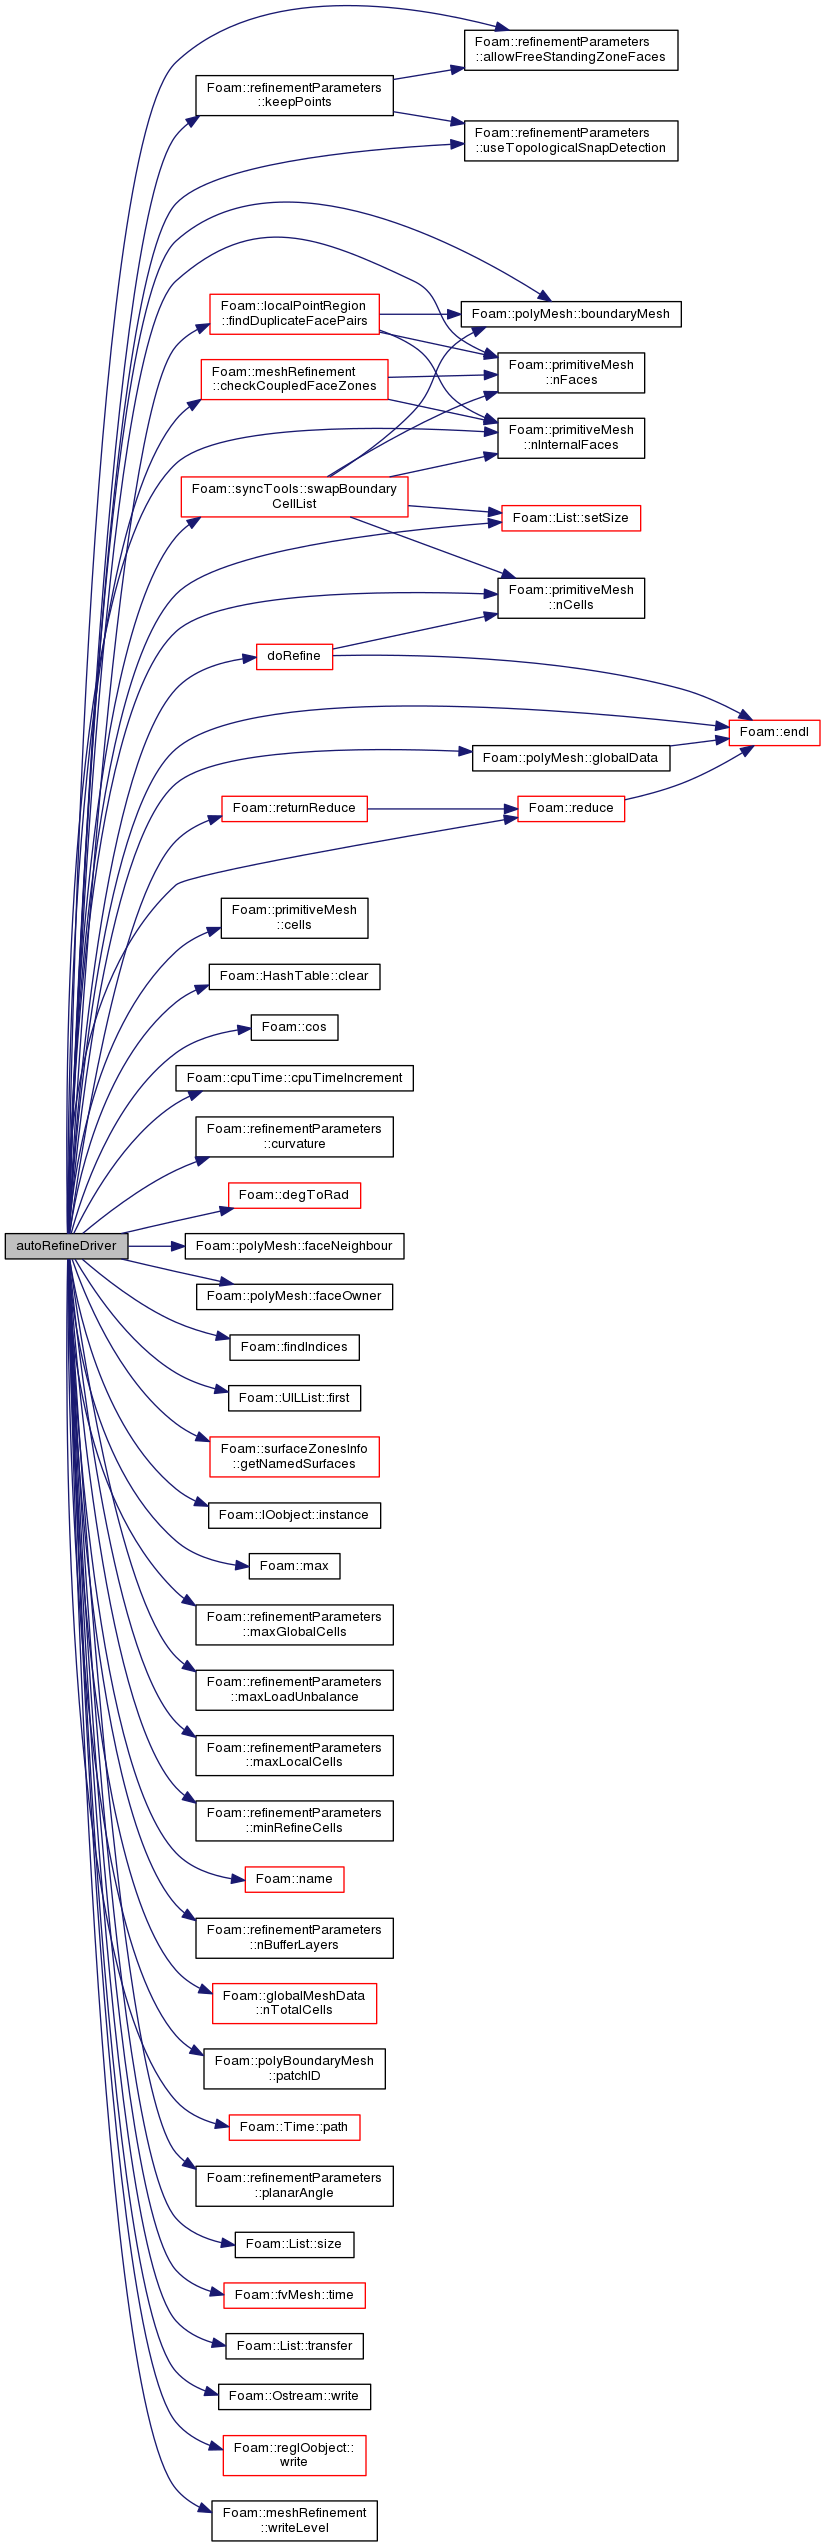 Foam::refinementParameters
::allowFreeStandingZoneFaces
Foam::refinementParameters
::keepPoints
Foam::refinementParameters
::useTopologicalSnapDetection
Foam::localPointRegion
::findDuplicateFacePairs
Foam::polyMesh::boundaryMesh
Foam::meshRefinement
::checkCoupledFaceZones
Foam::primitiveMesh
::nFaces
Foam::primitiveMesh
::nInternalFaces
Foam::syncTools::swapBoundary
CellList
Foam::List::setSize
Foam::primitiveMesh
::nCells
doRefine
Foam::endl
Foam::polyMesh::globalData
Foam::returnReduce
Foam::reduce
Foam::primitiveMesh
::cells
Foam::HashTable::clear
Foam::cos
Foam::cpuTime::cpuTimeIncrement
Foam::refinementParameters
::curvature
Foam::degToRad
autoRefineDriver
Foam::polyMesh::faceNeighbour
Foam::polyMesh::faceOwner
Foam::findIndices
Foam::UILList::first
Foam::surfaceZonesInfo
::getNamedSurfaces
Foam::IOobject::instance
Foam::max
Foam::refinementParameters
::maxGlobalCells
Foam::refinementParameters
::maxLoadUnbalance
Foam::refinementParameters
::maxLocalCells
Foam::refinementParameters
::minRefineCells
Foam::name
Foam::refinementParameters
::nBufferLayers
Foam::globalMeshData
::nTotalCells
Foam::polyBoundaryMesh
::patchID
Foam::Time::path
Foam::refinementParameters
::planarAngle
Foam::List::size
Foam::fvMesh::time
Foam::List::transfer
Foam::Ostream::write
Foam::regIOobject::
write
Foam::meshRefinement
::writeLevel